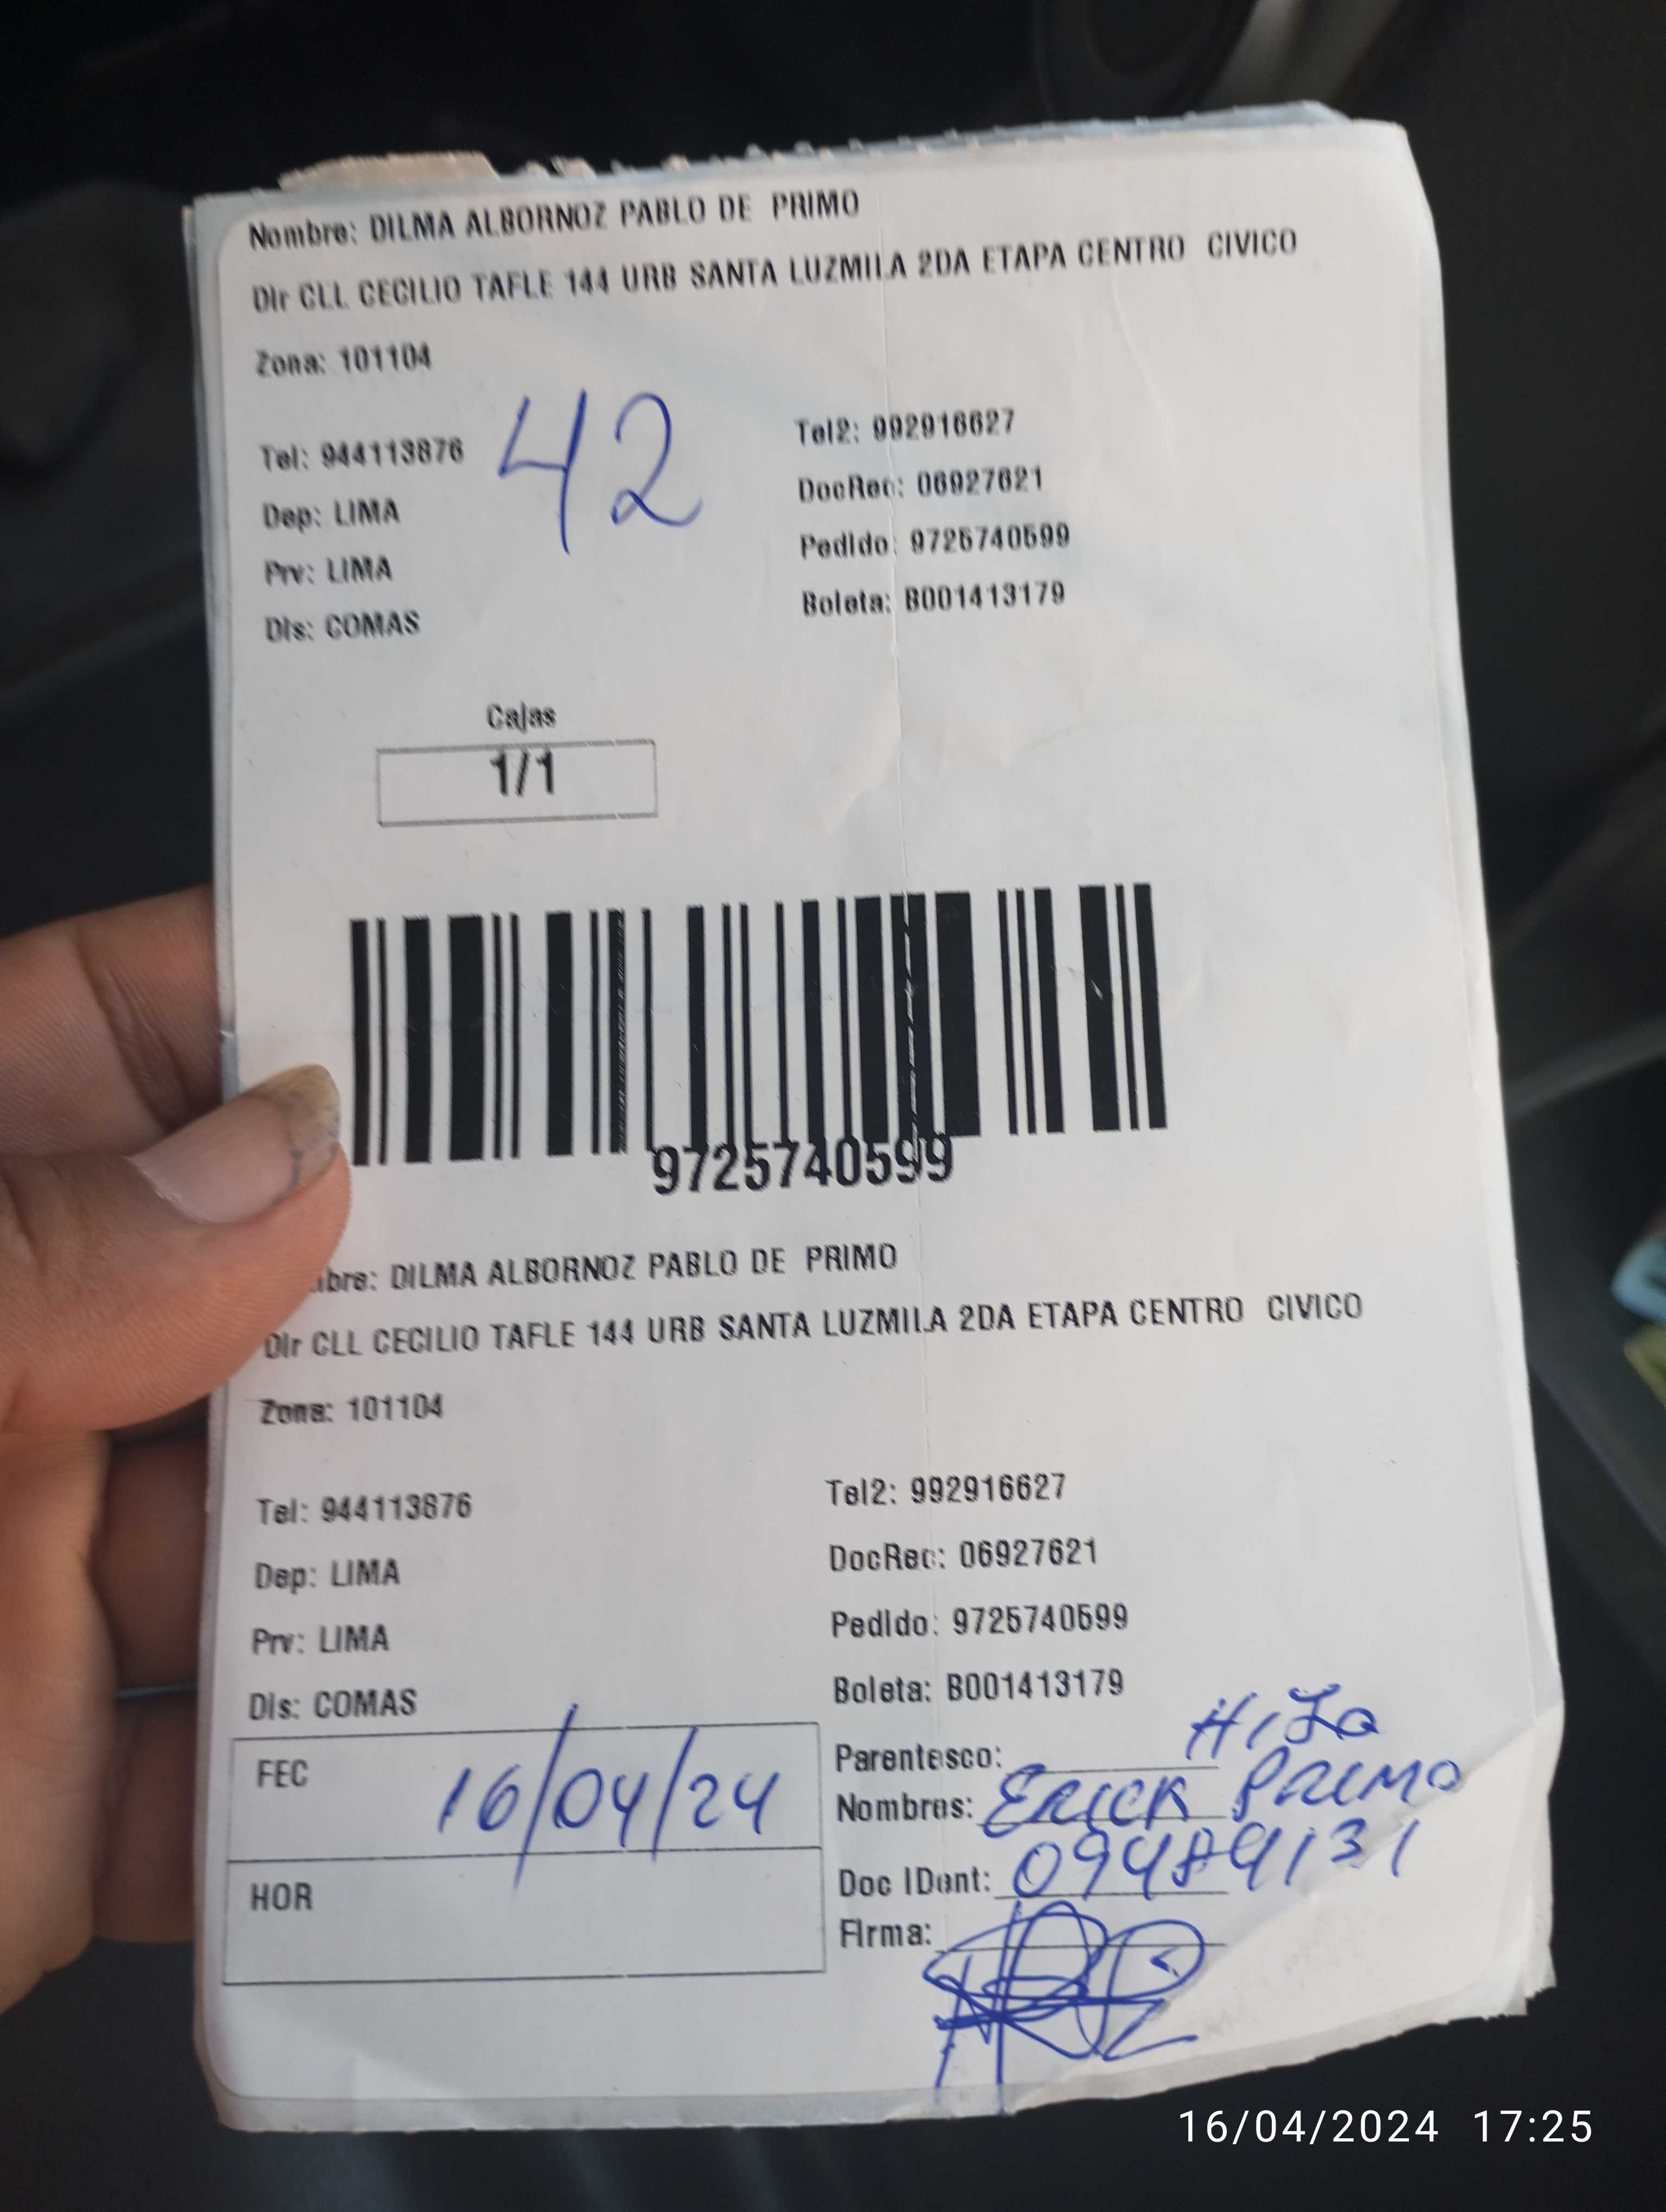 Nombre: DILMA ALBORNOZ PABLO DE PRIMO
Dir CLL CECILIO TAFLE 144 URB SANTA LUZMILA 2DA ETAPA CENTRO CIVICO
Zona: 101104
42
Tel: 944113876 Tel2: 992916627
Dep: LIMA DocRec: 06927621
Prv: LIMA Pedido: 9725740599
Dis: COMAS Boleta: B001413179
Cajas
1/1
9725740599
bre: DILMA ALBORNOZ PABLO DE PRIMO
Dir CLL CECILIO TAFLE 144 URB SANTA LUZMILA 2DA ETAPA CENTRO CIVICO
Zona: 101104
Tel: 944113876 Tel2: 992916627
Dep: LIMA DocRec: 06927621
Prv: LIMA Pedido: 9725740599
Dis: COMAS Boleta: B001413179
FEC 16/04/24
HOR
Parentesco: HiJo
Nombres: Erick Primo
Doc IDent:
Firma:
16/04/2024 17:25